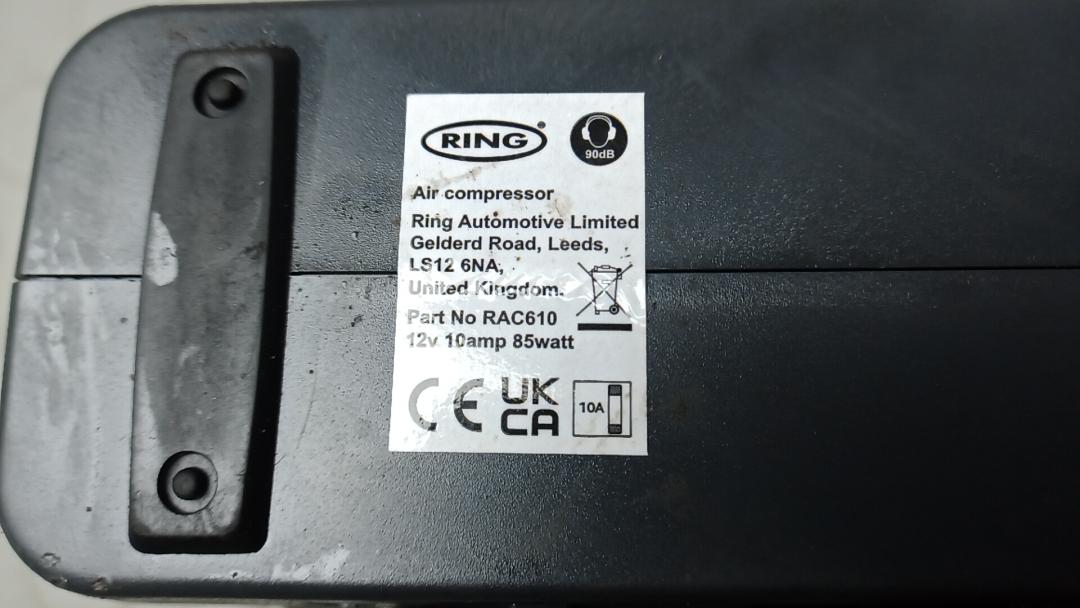 RING
90dB
Air compressor
Ring Automotive Limited
Gelderd Road, Leeds,
LS12 6NA,
United Kingdom.
Part No RAC610
12v 10amp 85watt
CE UK
CA
10A